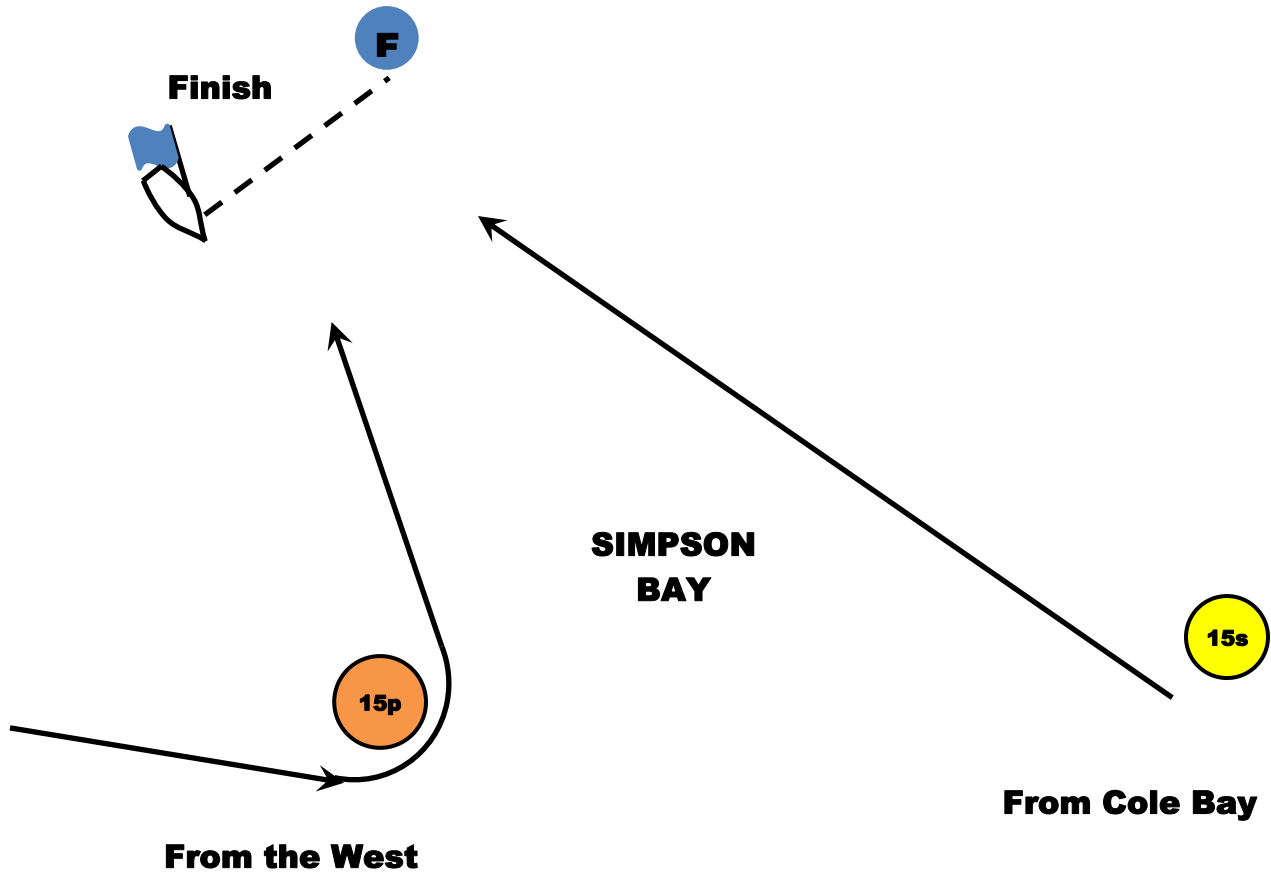 F
Finish
SIMPSON
BAY
15s
15p
From Cole Bay
From the West